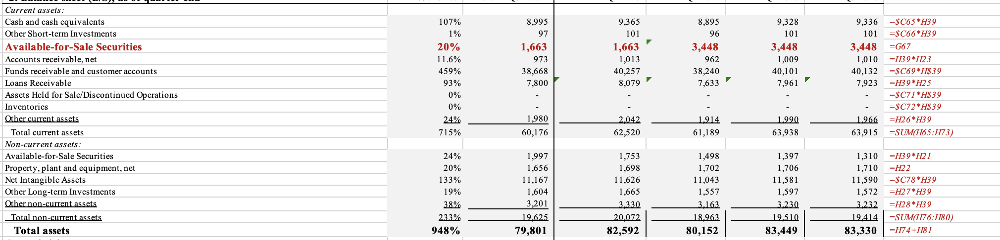 Current assets:
Cash and cash equivalents 107% 8,995 9,365 8,895 9,328 9,336 =$C65*H39
Other Short-term Investments 1% 97 101 96 101 101 =$C66*H39
Available-for-Sale Securities 20% 1,663 1,663 3,448 3,448 3,448 =G67
Accounts receivable, net 11.6% 973 1,013 962 1,009 1,010 =H39*H23
Funds receivable and customer accounts 459% 38,668 40,257 38,240 40,101 40,132 =$C69*H$39
Loans Receivable 93% 7,800 8,079 7,633 7,961 7,923 =H39*H25
Assets Held for Sale/Discontinued Operations 0% - - - - - =$C71*H$39
Inventories 0% - - - - - =$C72*H$39
Other current assets 24% 1,980 2,042 1,914 1,990 1,966 =H26*H39
Total current assets 715% 60,176 62,520 61,189 63,938 63,915 =SUM(H65:H73)
Non-current assets:
Available-for-Sale Securities 24% 1,997 1,753 1,498 1,397 1,310 =H39*H21
Property, plant and equipment, net 20% 1,656 1,698 1,702 1,706 1,710 =H22
Net Intangible Assets 133% 11,167 11,626 11,043 11,581 11,590 =$C78*H39
Other Long-term Investments 19% 1,604 1,665 1,557 1,597 1,572 =H27*H39
Other non-current assets 38% 3,201 3,330 3,163 3,230 3,232 =H28*H39
Total non-current assets 233% 19,625 20,072 18,963 19,510 19,414 =SUM(H76:H80)
Total assets 948% 79,801 82,592 80,152 83,449 83,330 =H74+H81